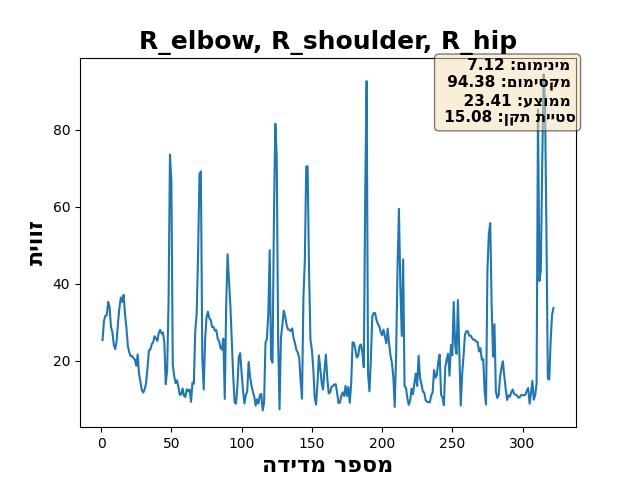 R_elbow, R_shoulder, R_hip
מינימום: 7.12
מקסימום: 94.38
ממוצע: 23.41
סטיית תקן: 15.08
זווית
80
60
40
20
0 50 100 150 200 250 300
מספר מדידה